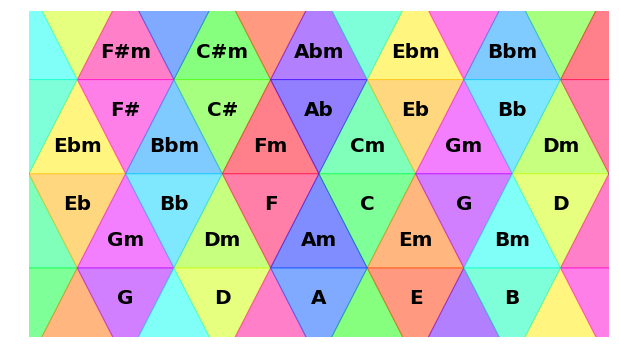 F#m C#m Abm Ebm Bbm
F# C# Ab Eb Bb
Ebm Bbm Fm Cm Gm Dm
Eb Bb F C G D
Gm Dm Am Em Bm
G D A E B